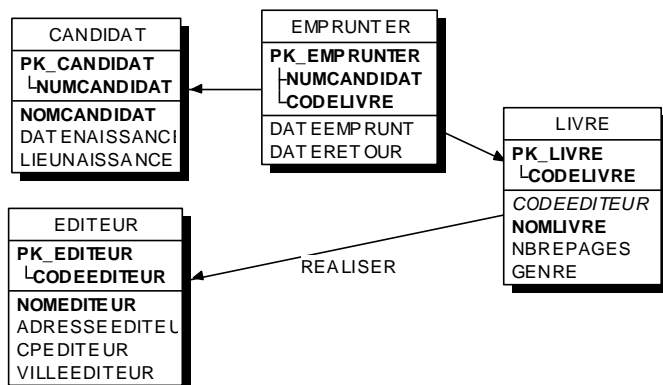 CANDIDAT
PK_CANDIDAT
NUMCANDIDAT
NOMCANDIDAT
DATENAISSANCE
LIEUNAISSANCE
EMPRUNTER
PK_EMPRUNTER
NUMCANDIDAT
CODELIVRE
DATEEMPRUNT
DATERETOUR
LIVRE
PK_LIVRE
CODELIVRE
CODEEDITEUR
NOMLIVRE
NBREPAGES
GENRE
EDITEUR
PK_EDITEUR
CODEEDITEUR
NOMEDITEUR
ADRESSEEDITEU
CPEDITEUR
VILLEEDITEUR
REALISER